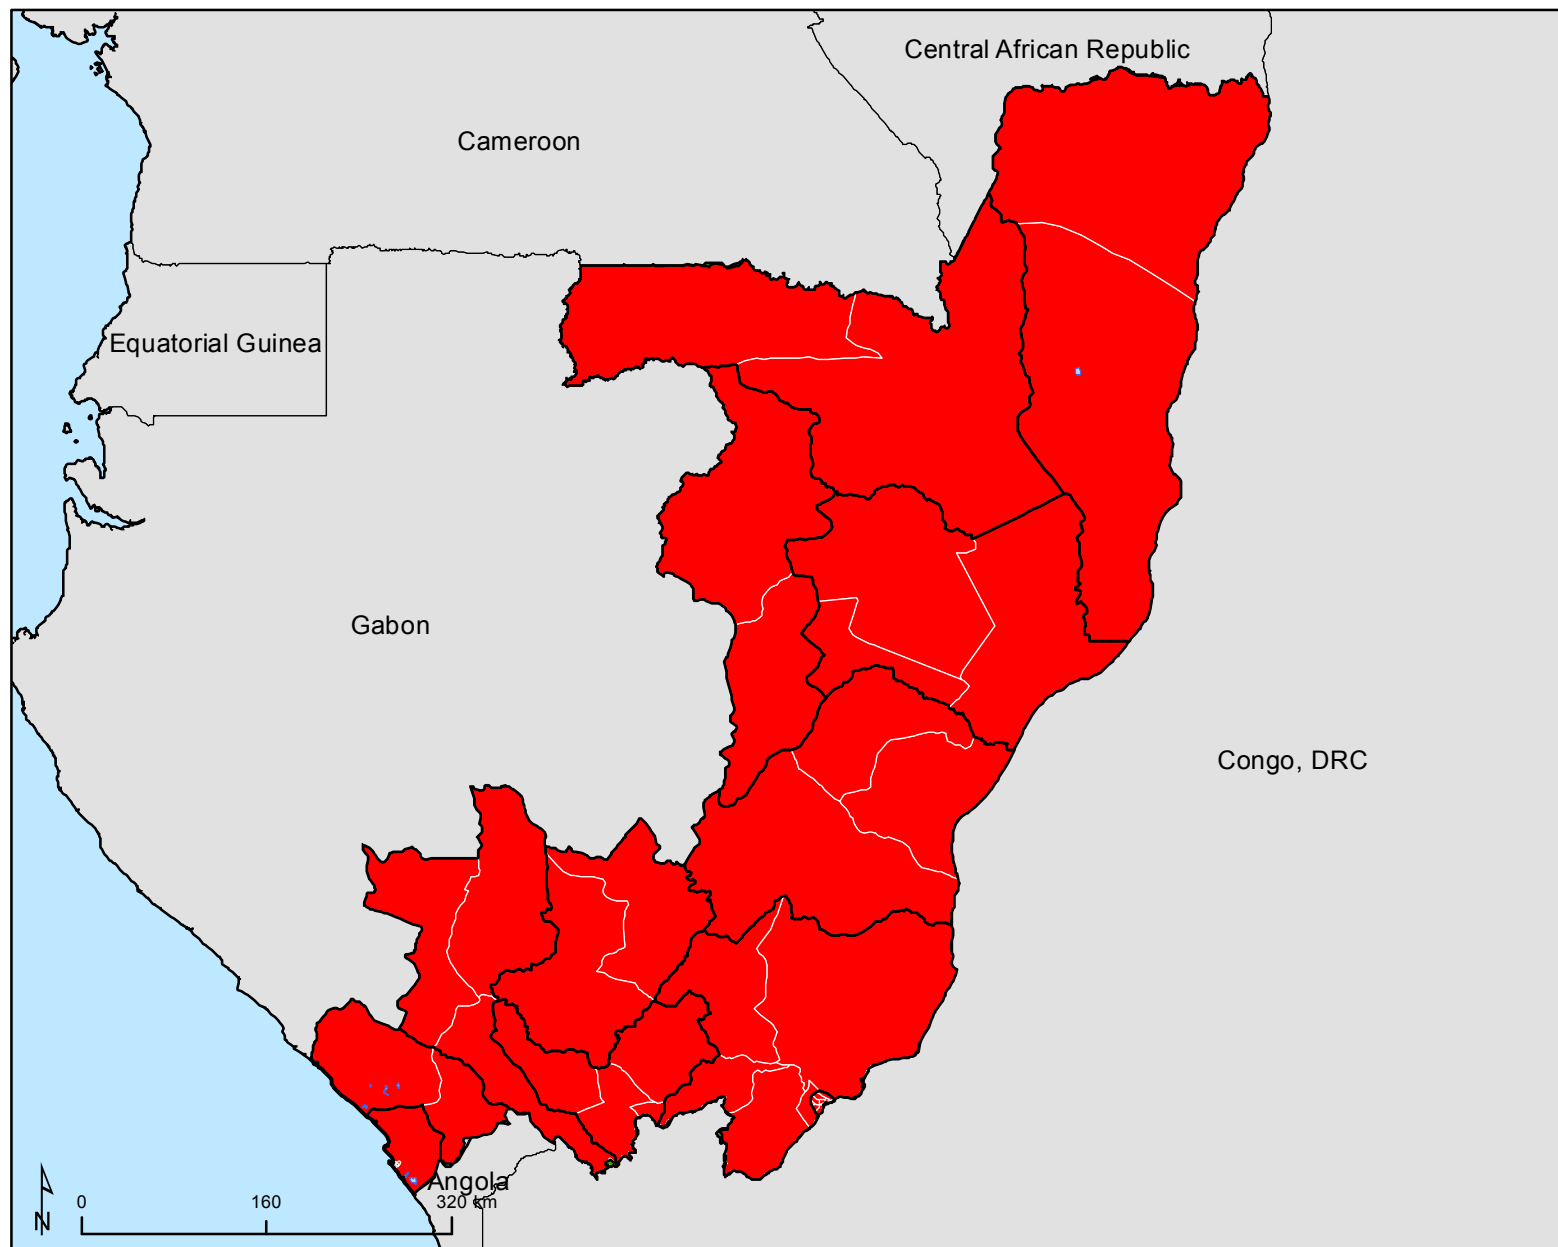 Central African Republic
Cameroon
Equatorial Guinea
Gabon
Congo, DRC
Angola
0 160 320 km
N